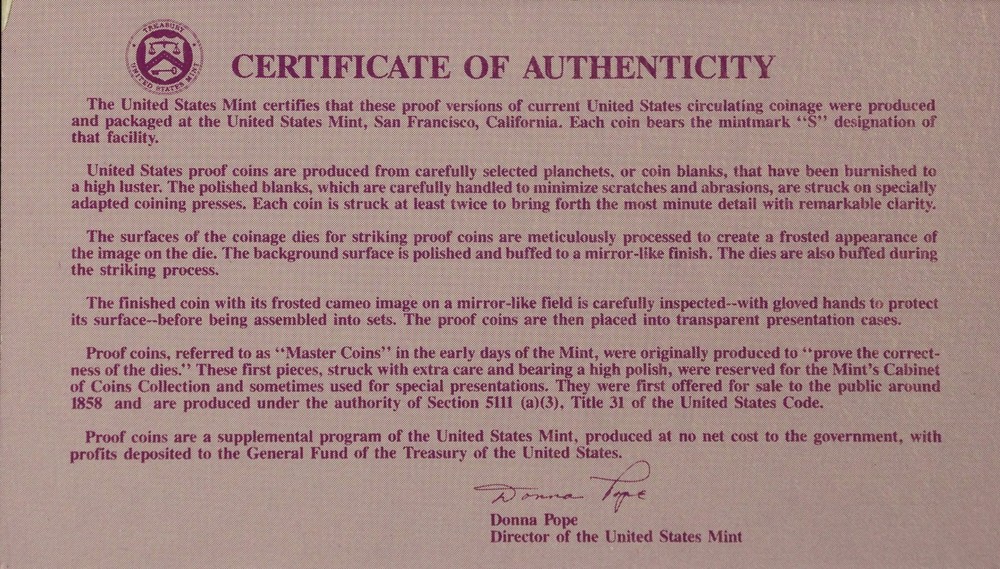 TREASURY
UNITED STATES MINT
CERTIFICATE OF AUTHENTICITY
The United States Mint certifies that these proof versions of current United States circulating coinage were produced
and packaged at the United States Mint, San Francisco, California. Each coin bears the mintmark “S” designation of
that facility.
United States proof coins are produced from carefully selected planchets, or coin blanks, that have been burnished to
a high luster. The polished blanks, which are carefully handled to minimize scratches and abrasions, are struck on specially
adapted coining presses. Each coin is struck at least twice to bring forth the most minute detail with remarkable clarity.
The surfaces of the coinage dies for striking proof coins are meticulously processed to create a frosted appearance of
the image on the die. The background surface is polished and buffed to a mirror-like finish. The dies are also buffed during
the striking process.
The finished coin with its frosted cameo image on a mirror-like field is carefully inspected--with gloved hands to protect
its surface--before being assembled into sets. The proof coins are then placed into transparent presentation cases.
Proof coins, referred to as “Master Coins” in the early days of the Mint, were originally produced to “prove the correct-
ness of the dies.” These first pieces, struck with extra care and bearing a high polish, were reserved for the Mint's Cabinet
of Coins Collection and sometimes used for special presentations. They were first offered for sale to the public around
1858 and are produced under the authority of Section 5111 (a)(3), Title 31 of the United States Code.
Proof coins are a supplemental program of the United States Mint, produced at no net cost to the government, with
profits deposited to the General Fund of the Treasury of the United States.
Donna Pope
Donna Pope
Director of the United States Mint